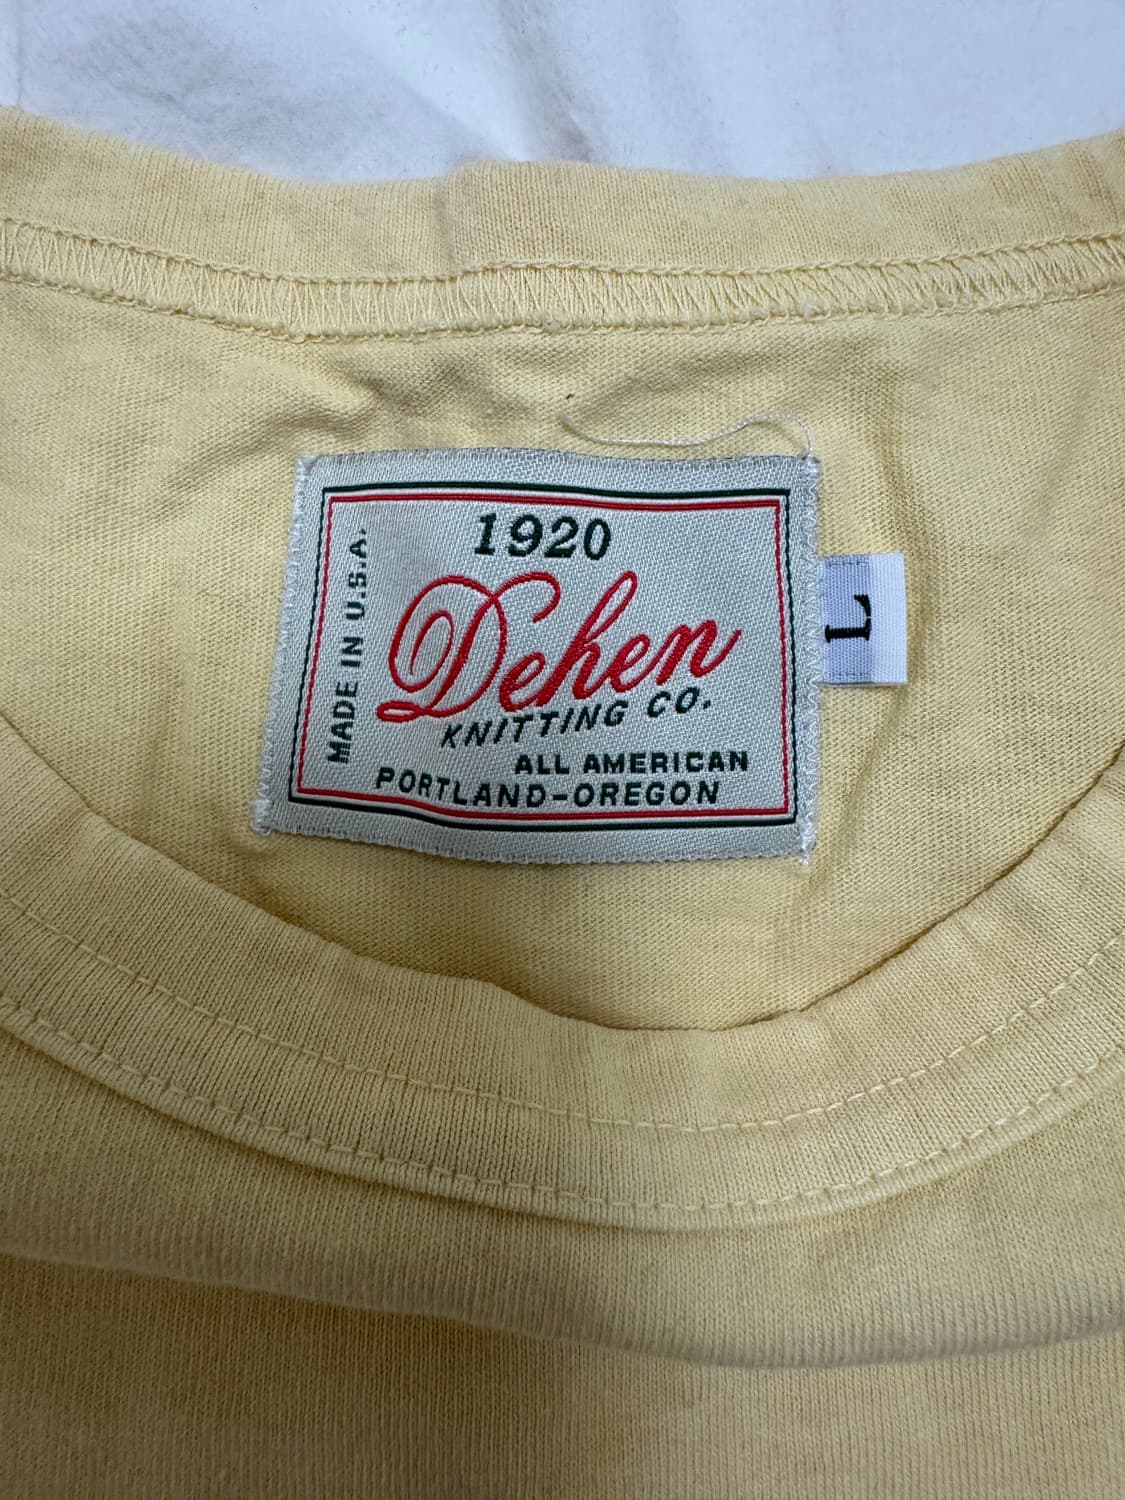 1920
Dehen
KNITTING CO.
ALL AMERICAN
PORTLAND-OREGON
MADE IN U.S.A.
L